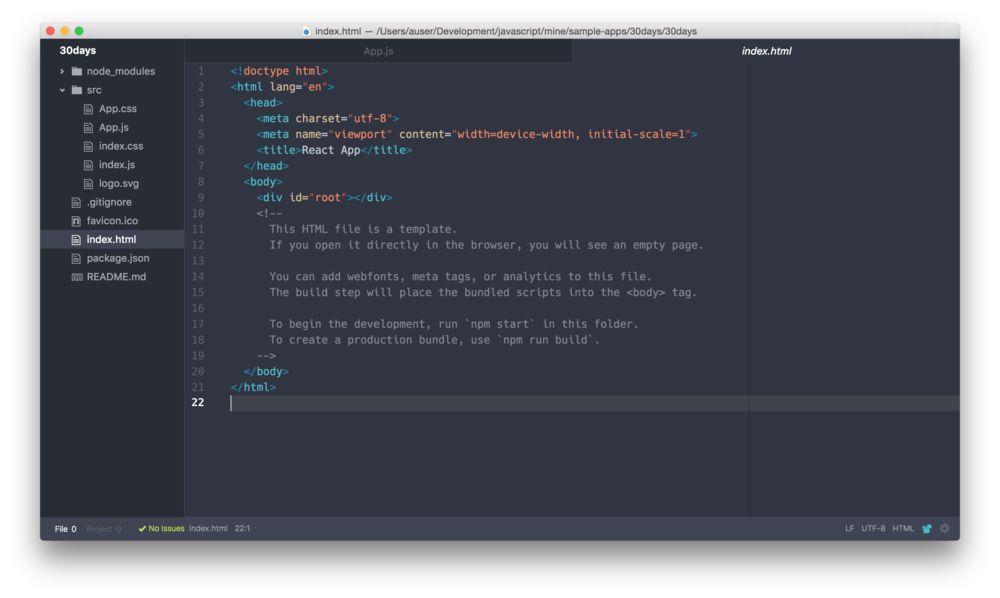 index.html — /Users/auser/Development/javascript/mine/sample-apps/30days/30days
30days
node_modules
src
App.css
App.js
index.css
index.js
logo.svg
.gitignore
favicon.ico
index.html
package.json
README.md
App.js
index.html
1 <!doctype html>
2 <html lang="en">
3 <head>
4 <meta charset="utf-8">
5 <meta name="viewport" content="width=device-width, initial-scale=1">
6 <title>React App</title>
7 </head>
8 <body>
9 <div id="root"></div>
10 <!--
11 This HTML file is a template.
12 If you open it directly in the browser, you will see an empty page.
13
14 You can add webfonts, meta tags, or analytics to this file.
15 The build step will place the bundled scripts into the <body> tag.
16
17 To begin the development, run `npm start` in this folder.
18 To create a production bundle, use `npm run build`.
19 -->
20 </body>
21 </html>
22
File 0 Project 0 No Issues index.html 22:1 LF UTF-8 HTML